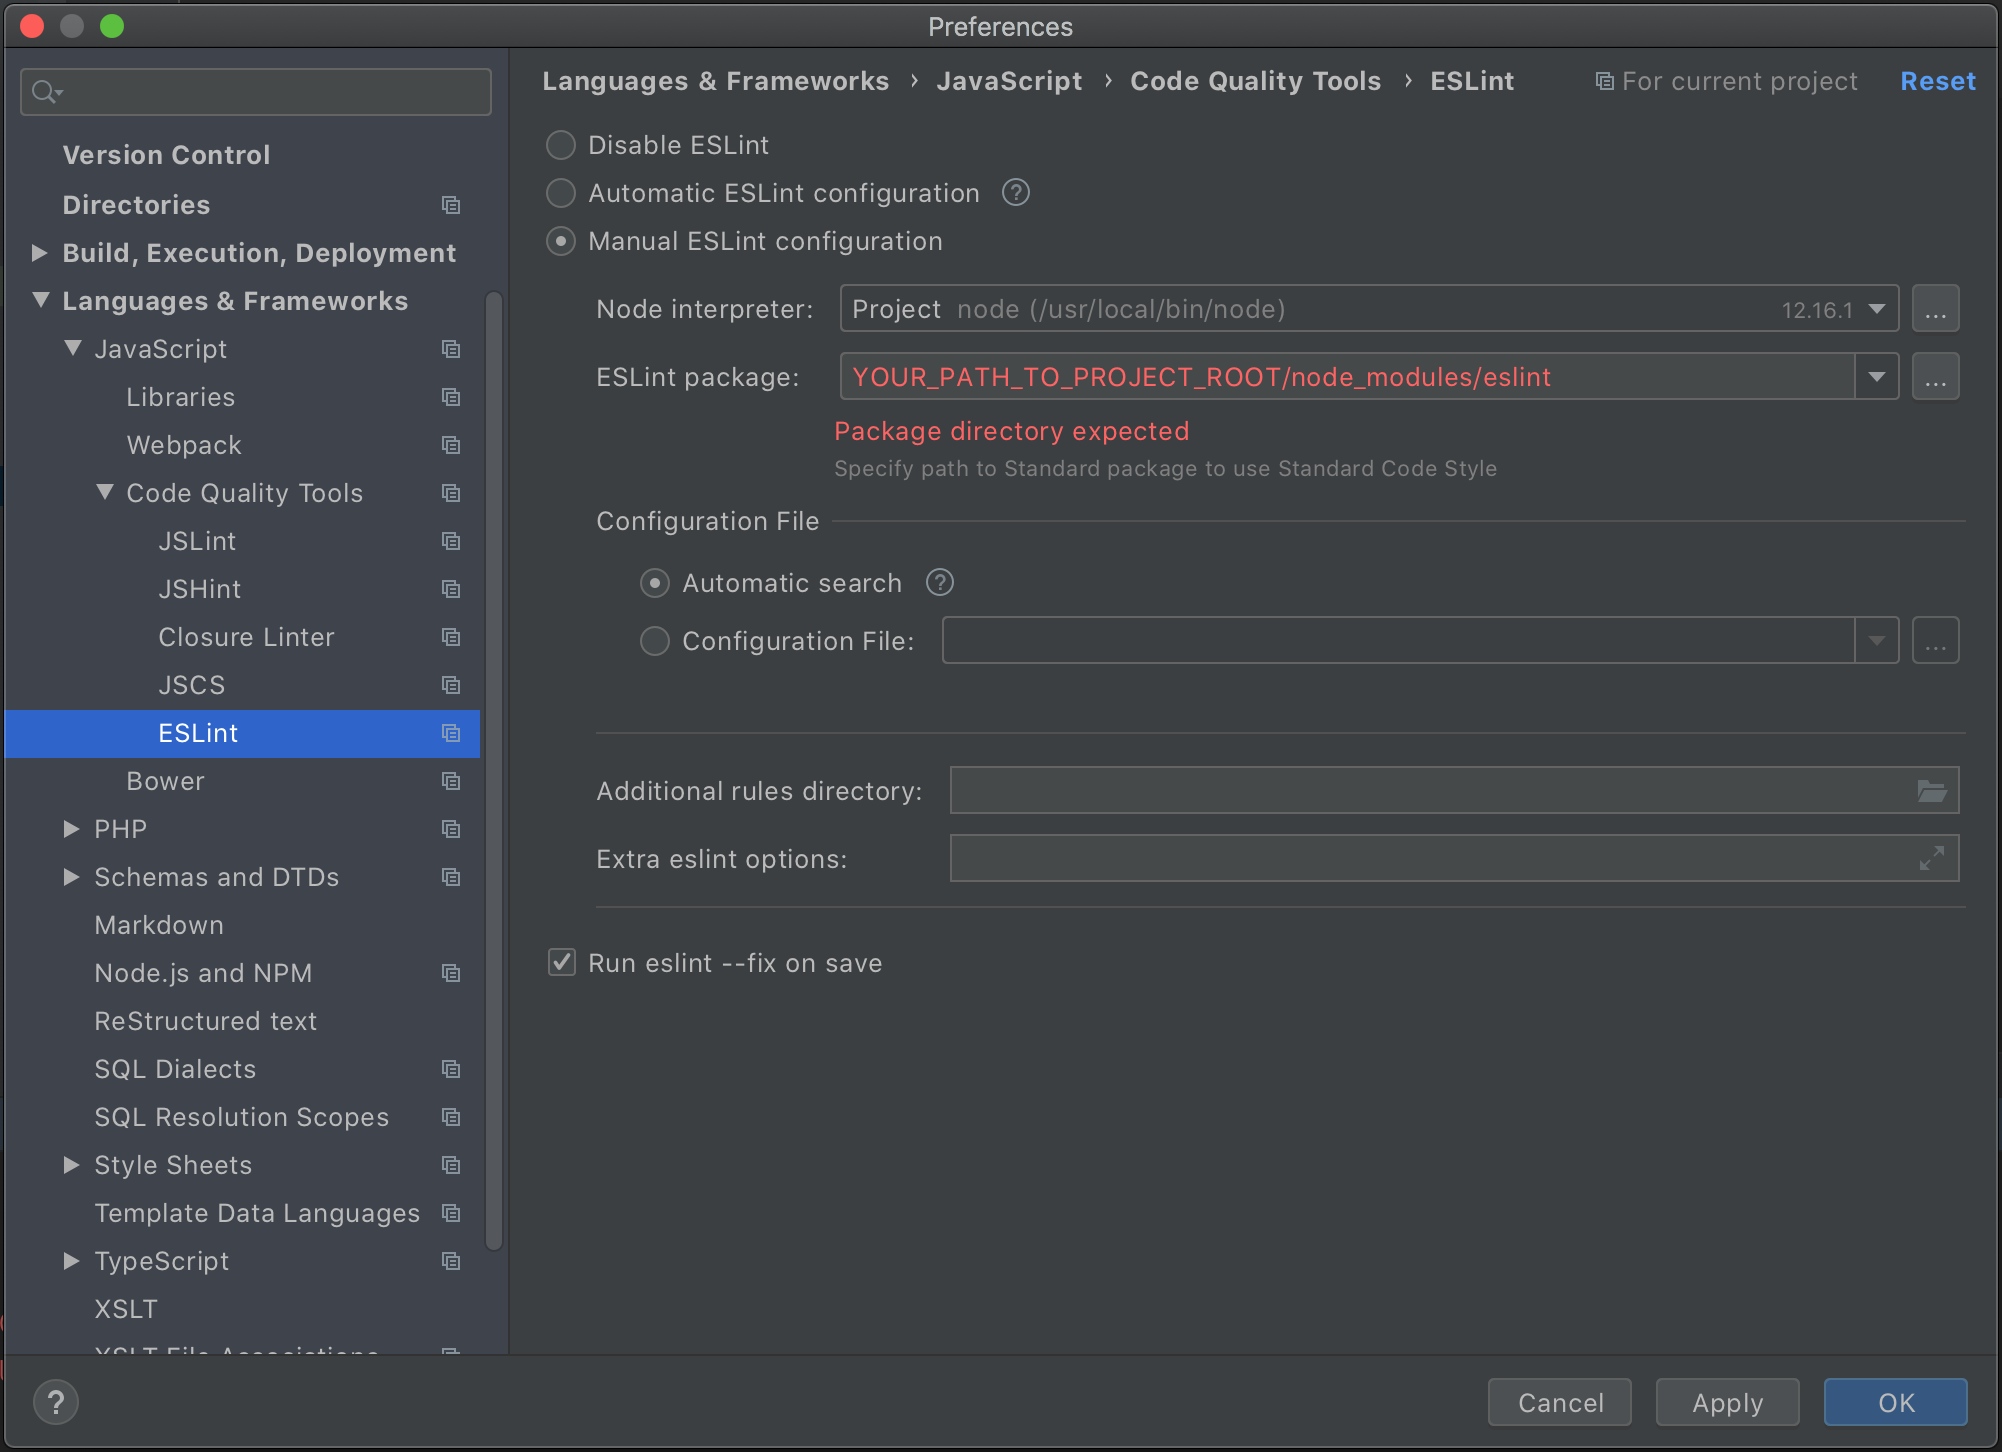 Preferences
Version Control
Directories
Build, Execution, Deployment
Languages & Frameworks
JavaScript
Libraries
Webpack
Code Quality Tools
JSLint
JSHint
Closure Linter
JSCS
ESLint
Bower
PHP
Schemas and DTDs
Markdown
Node.js and NPM
ReStructured text
SQL Dialects
SQL Resolution Scopes
Style Sheets
Template Data Languages
TypeScript
XSLT
XSLT File Associations
Languages & Frameworks › JavaScript › Code Quality Tools › ESLint For current project Reset
Disable ESLint
Automatic ESLint configuration ?
Manual ESLint configuration
Node interpreter: Project node (/usr/local/bin/node) 12.16.1 ...
ESLint package: YOUR_PATH_TO_PROJECT_ROOT/node_modules/eslint ...
Package directory expected
Specify path to Standard package to use Standard Code Style
Configuration File
Automatic search ?
Configuration File: ...
Additional rules directory:
Extra eslint options:
Run eslint --fix on save
? Cancel Apply OK